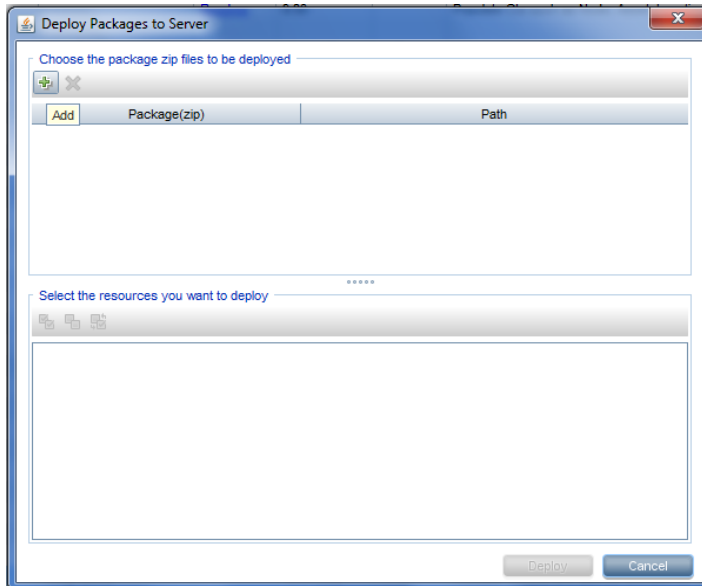 Deploy Packages to Server
Choose the package zip files to be deployed
Add
Package(zip)
Path
Select the resources you want to deploy
Deploy
Cancel